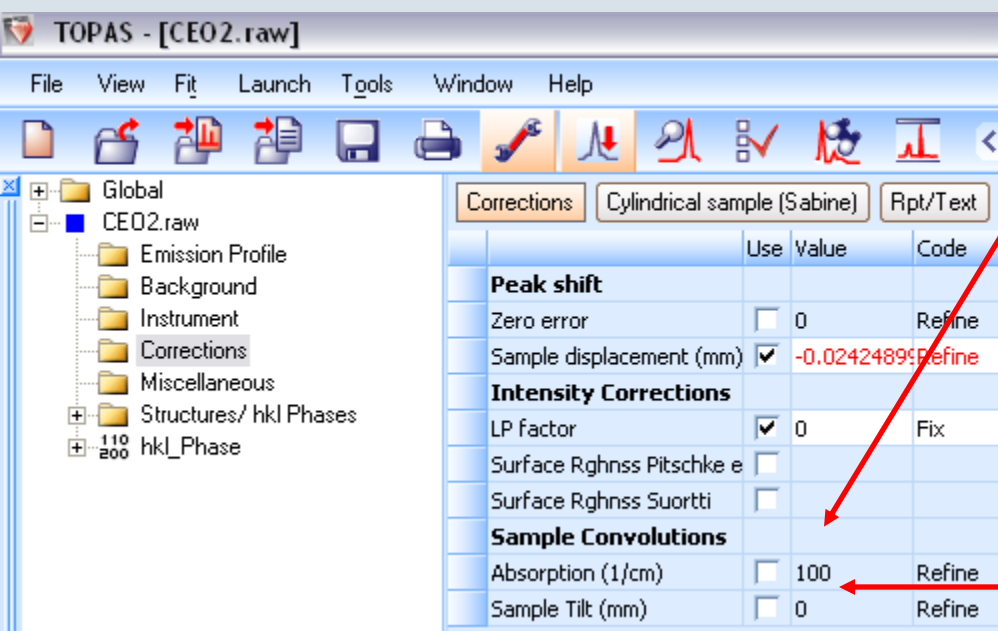 TOPAS - [CEO2.raw]
File View Fit Launch Tools Window Help
Global
CEO2.raw
Emission Profile
Background
Instrument
Corrections
Miscellaneous
Structures/ hkl Phases
110
200 hkl_Phase
Corrections Cylindrical sample (Sabine) Rpt/Text
Use Value Code
Peak shift
Zero error 0 Refine
Sample displacement (mm) -0.02424899 Refine
Intensity Corrections
LP factor 0 Fix
Surface Rghnss Pitschke e
Surface Rghnss Suortti
Sample Convolutions
Absorption (1/cm) 100 Refine
Sample Tilt (mm) 0 Refine